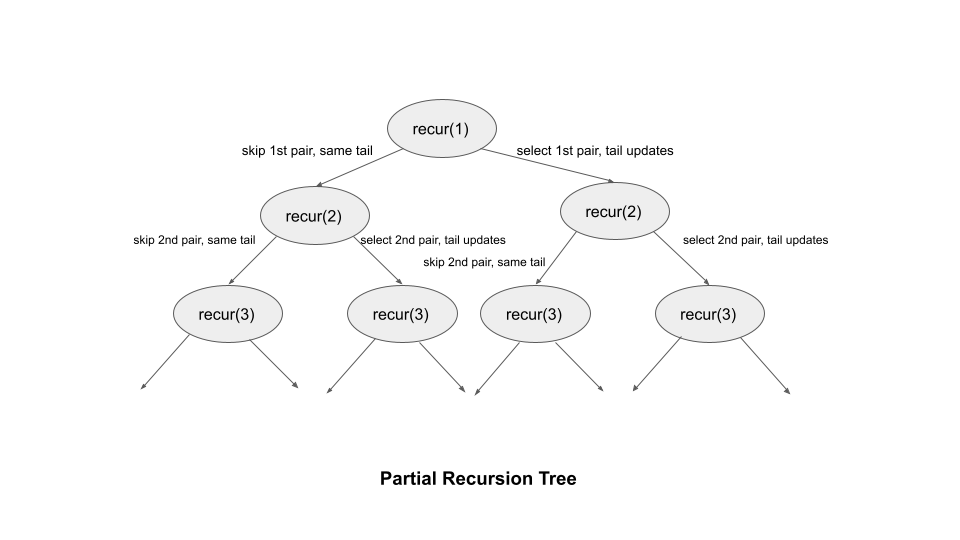 recur(1)
skip 1st pair, same tail
select 1st pair, tail updates
recur(2)
recur(2)
skip 2nd pair, same tail
select 2nd pair, tail updates
skip 2nd pair, same tail
select 2nd pair, tail updates
recur(3)
recur(3)
recur(3)
recur(3)
Partial Recursion Tree